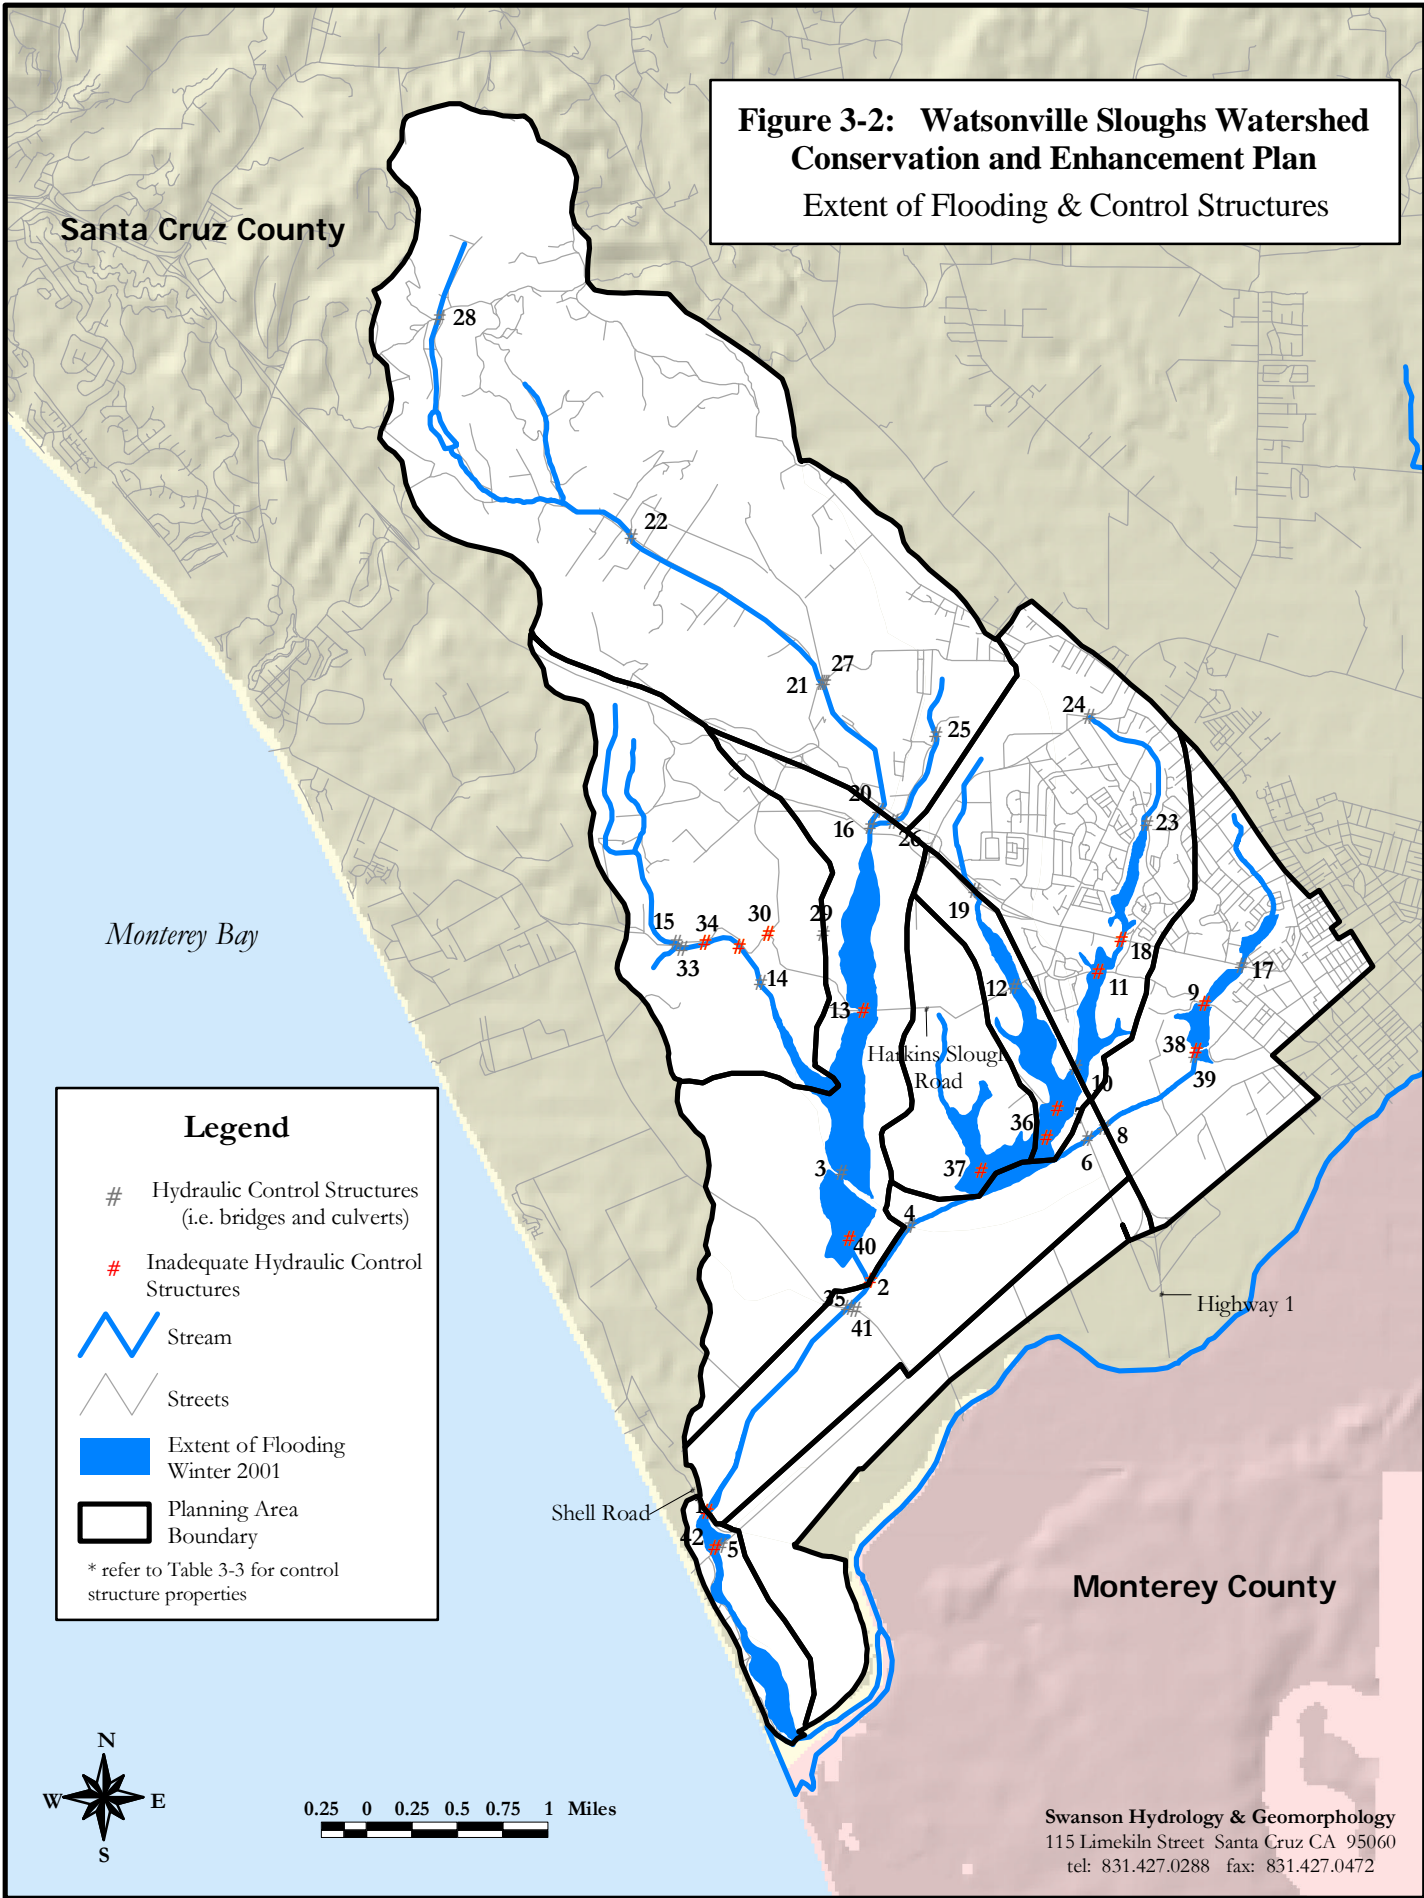 Figure 3-2: Watsonville Sloughs Watershed
Conservation and Enhancement Plan
Extent of Flooding & Control Structures
Santa Cruz County
28
22
27
21
24
25
20
16
26
23
19
15
34
30
29
33
14
12
18
11
17
9
13
38
39
Harkins Slough
Road
10
36
7
8
6
37
3
4
40
2
35
41
Monterey Bay
Highway 1
Shell Road
1
42
5
Monterey County
Legend
# Hydraulic Control Structures
(i.e. bridges and culverts)
# Inadequate Hydraulic Control
Structures
Stream
Streets
Extent of Flooding
Winter 2001
Planning Area
Boundary
* refer to Table 3-3 for control
structure properties
N
W E
S
0.25 0 0.25 0.5 0.75 1 Miles
Swanson Hydrology & Geomorphology
115 Limekiln Street Santa Cruz CA 95060
tel: 831.427.0288 fax: 831.427.0472